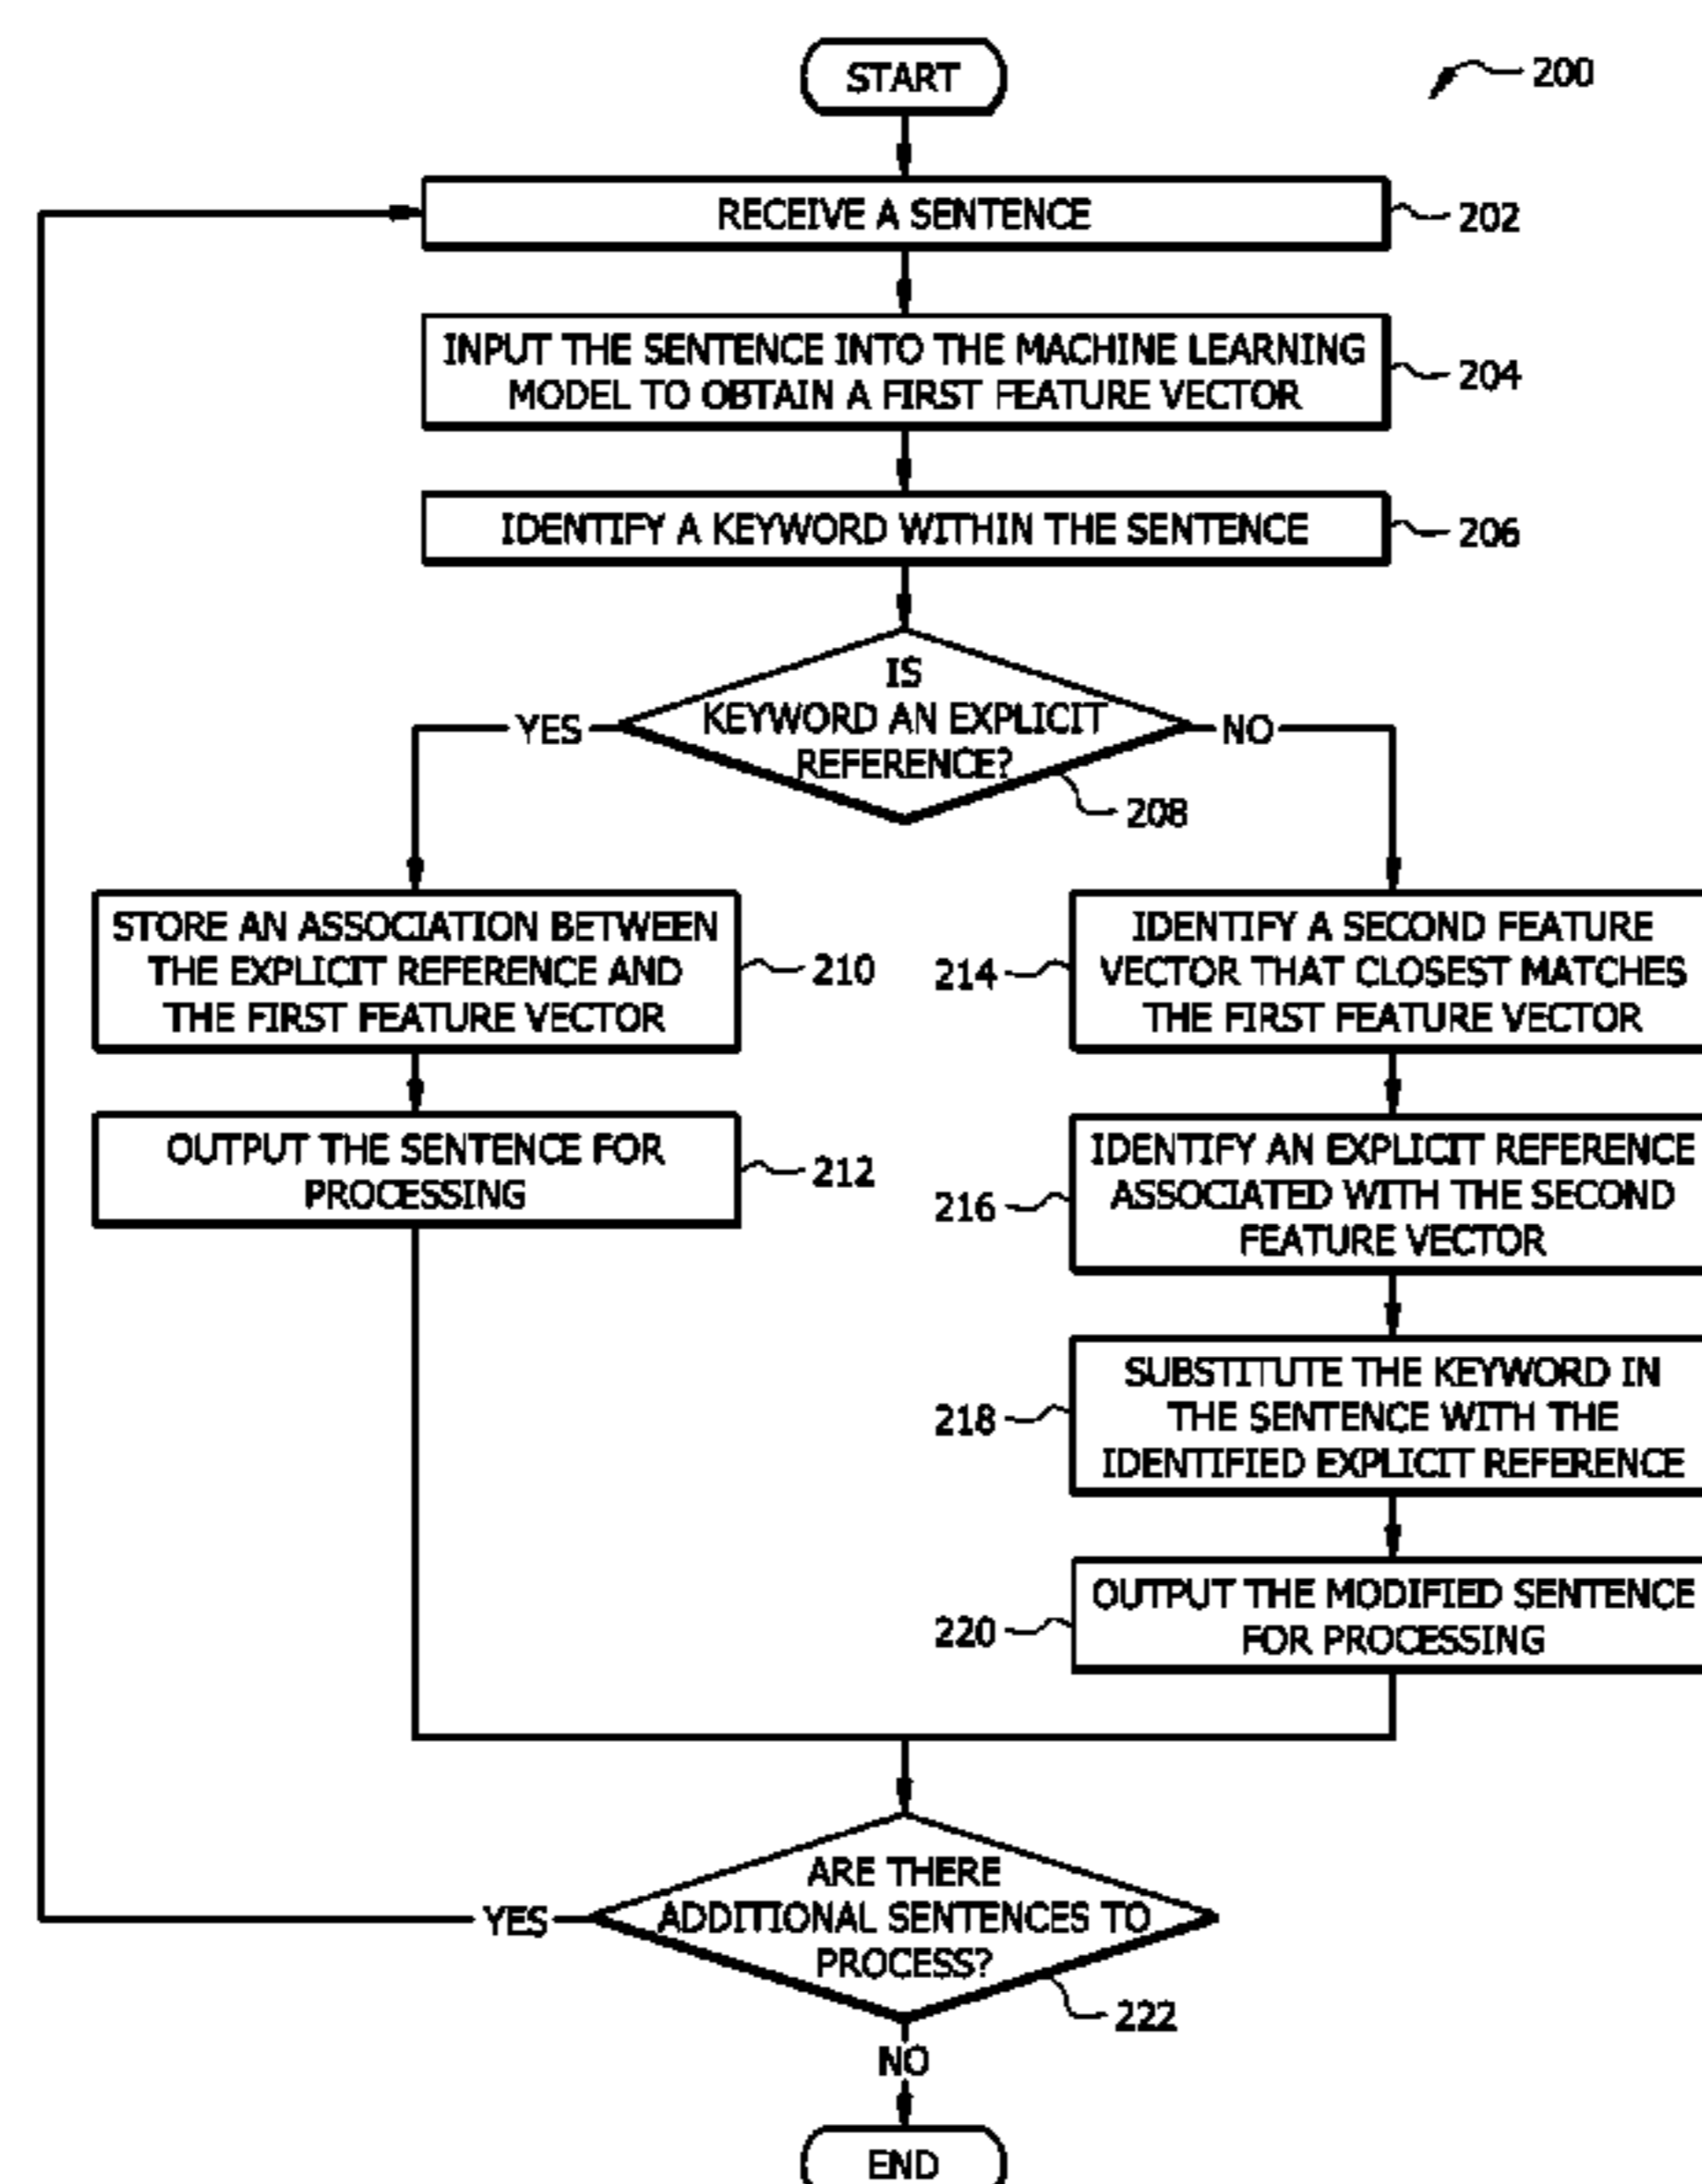 START
200
RECEIVE A SENTENCE
202
INPUT THE SENTENCE INTO THE MACHINE LEARNING
MODEL TO OBTAIN A FIRST FEATURE VECTOR
204
IDENTIFY A KEYWORD WITHIN THE SENTENCE
206
IS
KEYWORD AN EXPLICIT
REFERENCE?
208
YES
NO
STORE AN ASSOCIATION BETWEEN
THE EXPLICIT REFERENCE AND
THE FIRST FEATURE VECTOR
210
OUTPUT THE SENTENCE FOR
PROCESSING
212
IDENTIFY A SECOND FEATURE
VECTOR THAT CLOSEST MATCHES
THE FIRST FEATURE VECTOR
214
IDENTIFY AN EXPLICIT REFERENCE
ASSOCIATED WITH THE SECOND
FEATURE VECTOR
216
SUBSTITUTE THE KEYWORD IN
THE SENTENCE WITH THE
IDENTIFIED EXPLICIT REFERENCE
218
OUTPUT THE MODIFIED SENTENCE
FOR PROCESSING
220
ARE THERE
ADDITIONAL SENTENCES TO
PROCESS?
222
YES
NO
END